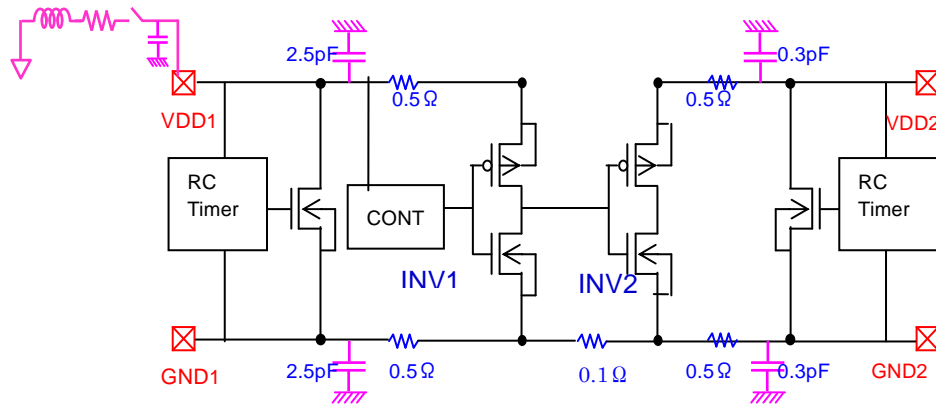 2.5pF
0.3pF
0.5Ω
0.5Ω
VDD1
VDD2
RC
Timer
CONT
RC
Timer
INV1
INV2
GND1
2.5pF
0.5Ω
0.1Ω
0.5Ω
0.3pF
GND2